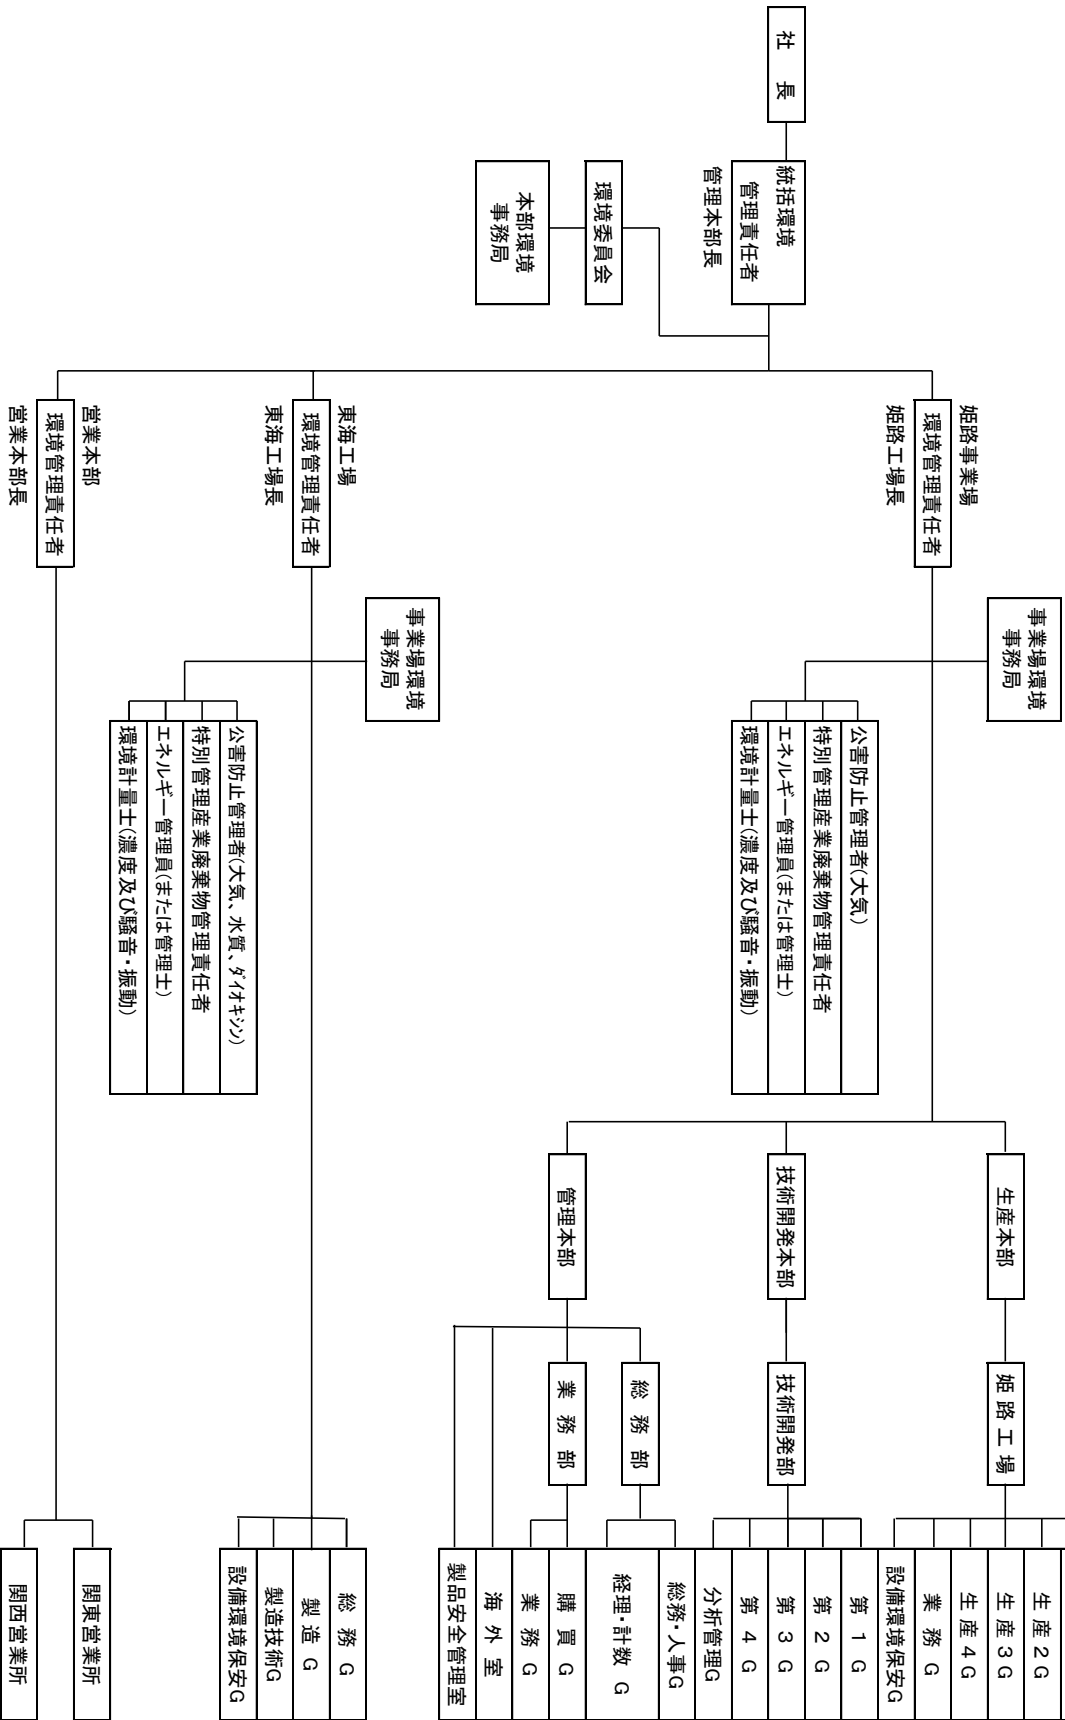 社 長
統括環境
管理責任者
管理本部長
環境委員会
本部環境
事務局
姫路事業場
環境管理責任者
姫路工場長
東海工場
環境管理責任者
東海工場長
営業本部
環境管理責任者
営業本部長
事業場環境
事務局
公害防止管理者(大気)
特別管理産業廃棄物管理責任者
エネルギー管理員(または管理士)
環境計量士(濃度及び騒音・振動)
事業場環境
事務局
公害防止管理者(大気、水質、ダイオキシン)
特別管理産業廃棄物管理責任者
エネルギー管理員(または管理士)
環境計量士(濃度及び騒音・振動)
生産本部
技術開発本部
管理本部
姫路工場
技術開発部
総務部
業務部
生産2G
生産3G
生産4G
業務G
設備環境保安G
第1G
第2G
第3G
第4G
分析管理G
総務・人事G
経理・計数 G
購買G
業務G
海外室
製品安全管理室
総務G
製造G
製造技術G
設備環境保安G
関東営業所
関西営業所